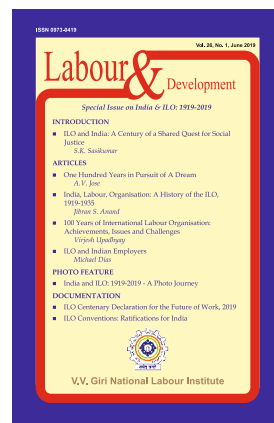 ISSN 0973-0419
Vol. 26, No. 1, June 2019
Labour
&
Development
Special Issue on India & ILO: 1919-2019
INTRODUCTION
■ ILO and India: A Century of a Shared Quest for Social
Justice
S.K. Sasikumar
ARTICLES
■ One Hundred Years in Pursuit of A Dream
A.V. Jose
■ India, Labour, Organisation: A History of the ILO,
1919-1935
Jibran S. Anand
■ 100 Years of International Labour Organisation:
Achievements, Issues and Challenges
Virjesh Upadhyay
■ ILO and Indian Employers
Michael Dias
PHOTO FEATURE
■ India and ILO: 1919-2019 - A Photo Journey
DOCUMENTATION
■ ILO Centenary Declaration for the Future of Work, 2019
■ ILO Conventions: Ratifications for India
श्रमेव जयते
V.V. Giri National Labour Institute